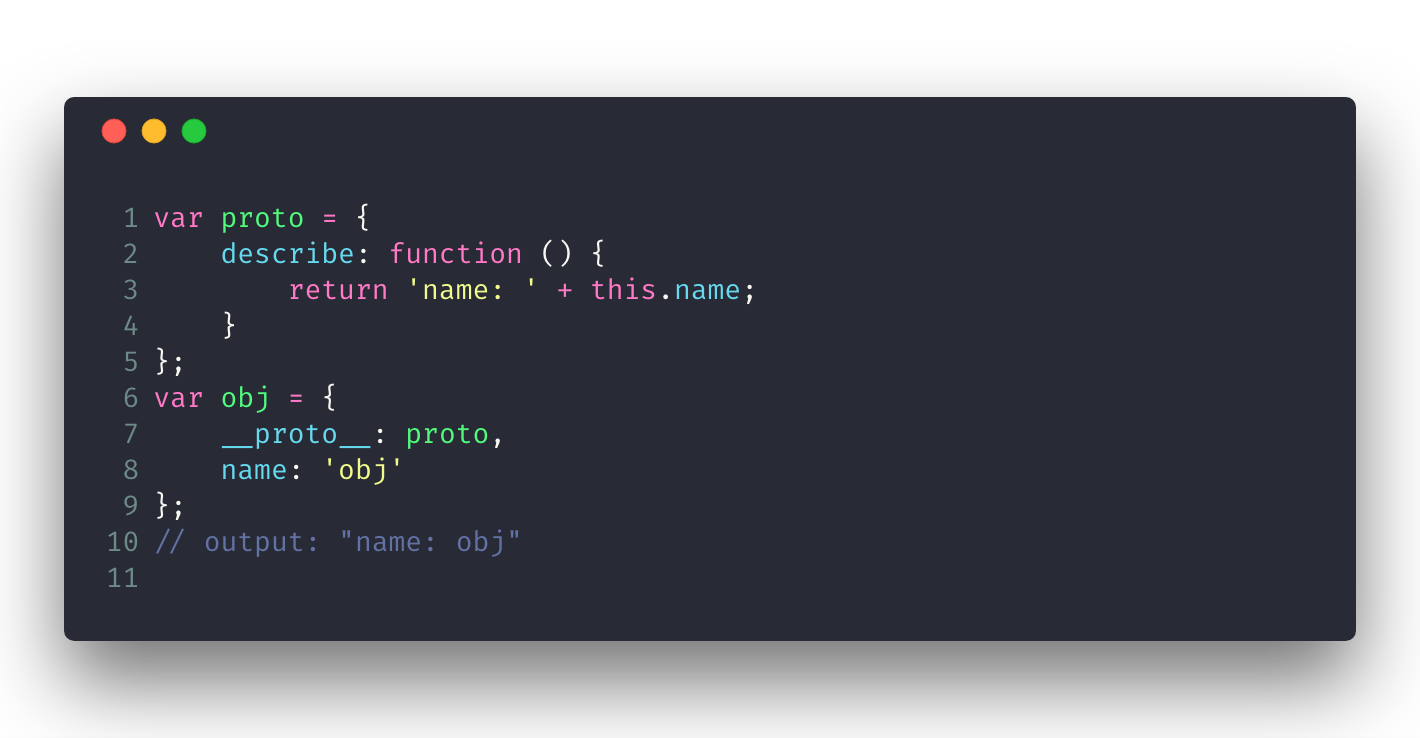 1 var proto = {
2     describe: function () {
3         return 'name: ' + this.name;
4     }
5 };
6 var obj = {
7     __proto__: proto,
8     name: 'obj'
9 };
10 // output: "name: obj"
11